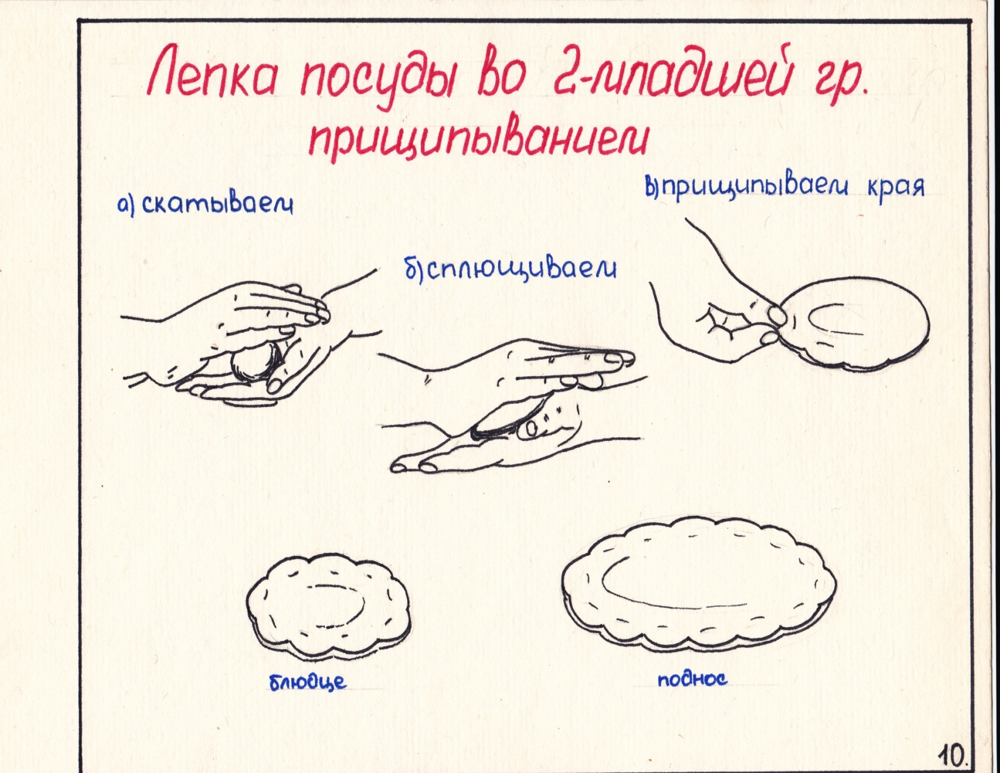 Лепка посуды во 2-младшей гр.
прищипыванием
а) скатываем
б) сплющиваем
в) прищипываем края
блюдце
поднос
10.